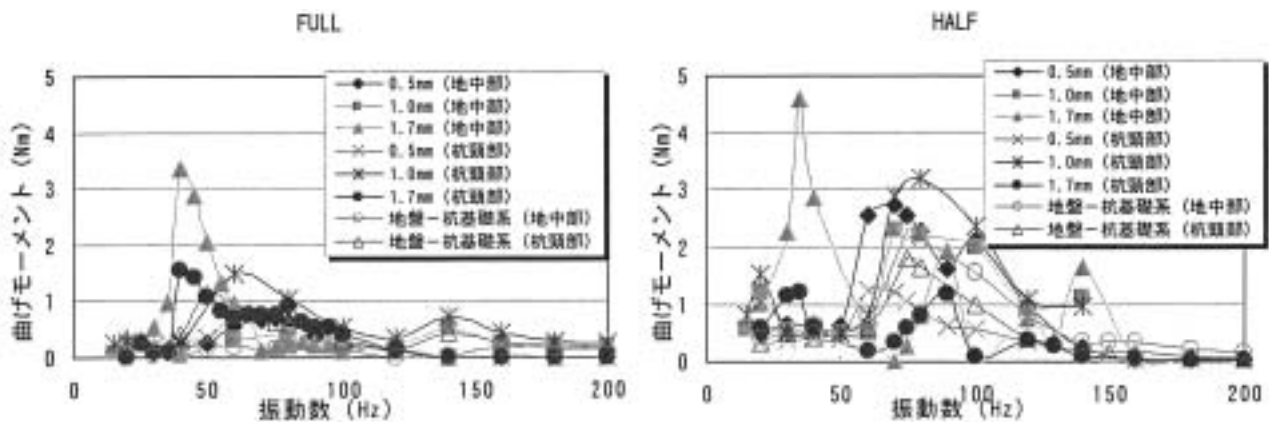 FULL
5
4
3
2
1
0
曲げモーメント (Nm)
0.5mm (地中部)
1.0mm (地中部)
1.7mm (地中部)
0.5mm (杭頭部)
1.0mm (杭頭部)
1.7mm (杭頭部)
地盤－杭基礎系 (地中部)
地盤－杭基礎系 (杭頭部)
0 50 100 150 200
振動数 (Hz)
HALF
5
4
3
2
1
0
曲げモーメント (Nm)
0.5mm (地中部)
1.0mm (地中部)
1.7mm (地中部)
0.5mm (杭頭部)
1.0mm (杭頭部)
1.7mm (杭頭部)
地盤－杭基礎系 (地中部)
地盤－杭基礎系 (杭頭部)
0 50 100 150 200
振動数 (Hz)